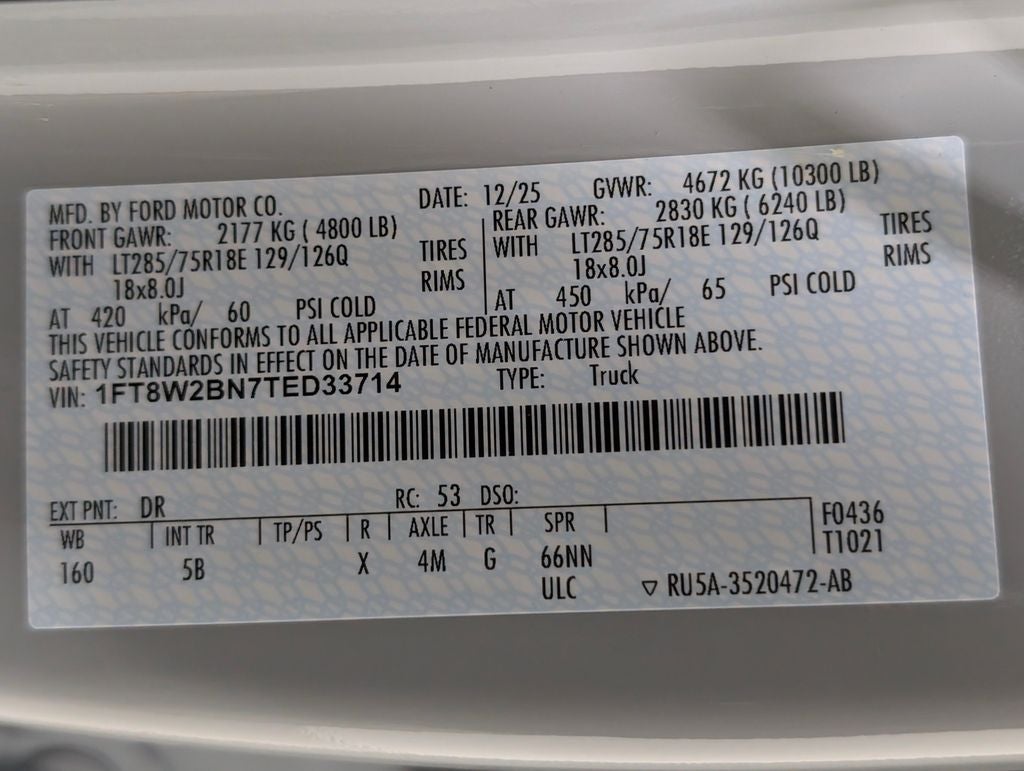 MFD. BY FORD MOTOR CO. DATE: 12/25 GVWR: 4672 KG (10300 LB)
FRONT GAWR: 2177 KG ( 4800 LB)
WITH LT285/75R18E 129/126Q TIRES
18x8.0J RIMS
AT 420 kPa/ 60 PSI COLD
REAR GAWR: 2830 KG ( 6240 LB)
WITH LT285/75R18E 129/126Q TIRES
18x8.0J RIMS
AT 450 kPa/ 65 PSI COLD
THIS VEHICLE CONFORMS TO ALL APPLICABLE FEDERAL MOTOR VEHICLE
SAFETY STANDARDS IN EFFECT ON THE DATE OF MANUFACTURE SHOWN ABOVE.
VIN: 1FT8W2BN7TED33714 TYPE: Truck
EXT PNT: DR RC: 53 DSO:
WB INT TR TP/PS R AXLE TR SPR F0436
160 5B X 4M G 66NN T1021
ULC ▽ RU5A-3520472-AB